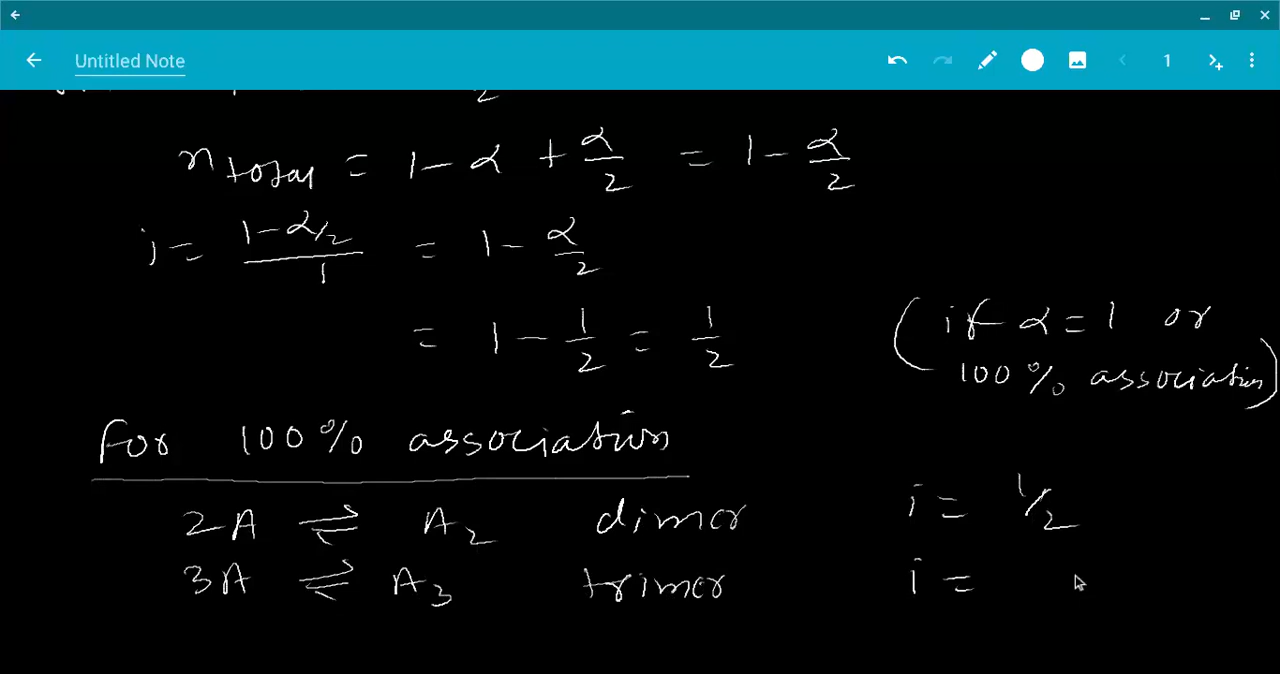 Untitled Note
1
n total = 1 - α + α/2 = 1 - α/2
i = (1 - α/2)/1 = 1 - α/2
= 1 - 1/2 = 1/2 (if α = 1 or
100% association)
For 100% association
2A ⇌ A2 dimer i = 1/2
3A ⇌ A3 trimer i =